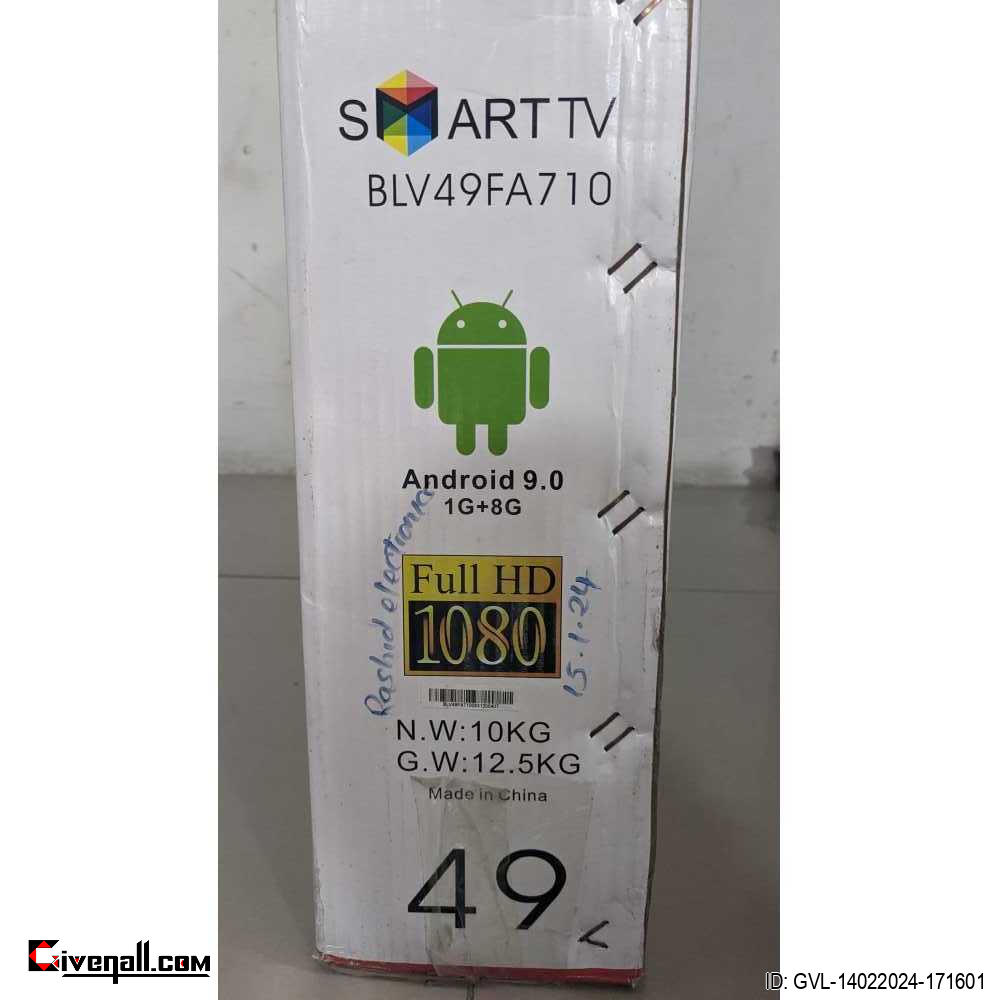 SMART TV
BLV49FA710
Android 9.0
1G+8G
Rashid electronic
Full HD
1080
15.1.24
N.W:10KG
G.W:12.5KG
Made in China
49
Givenall.com
ID: GVL-14022024-171601